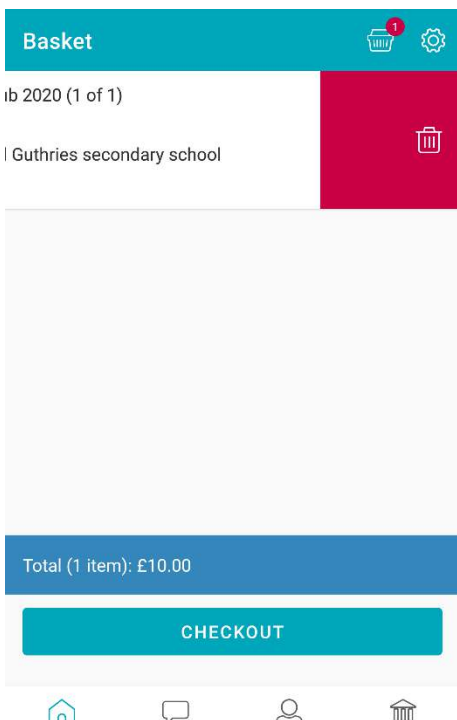 Basket
1
ub 2020 (1 of 1)
Guthries secondary school
Total (1 item): £10.00
CHECKOUT